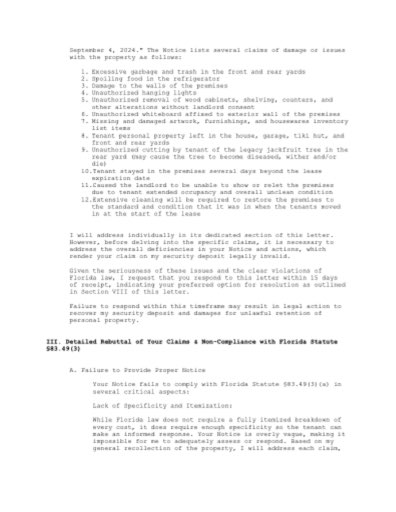 September 4, 2024." The Notice lists several claims of damage or issues
with the property as follows:
1. Excessive garbage and trash in the front and rear yards
2. Spoiling food in the refrigerator
3. Damage to the walls of the premises
4. Unauthorized hanging lights
5. Unauthorized removal of wood cabinets, shelving, counters, and
other alterations without landlord consent
6. Unauthorized whiteboard affixed to exterior wall of the premises
7. Missing and damaged artwork, furnishings, and housewares inventory
list items
8. Tenant personal property left in the house, garage, tiki hut, and
front and rear yards
9. Unauthorized cutting by tenant of the legacy jackfruit tree in the
rear yard (may cause the tree to become diseased, wither and/or
die)
10.Tenant stayed in the premises several days beyond the lease
expiration date
11.Caused the landlord to be unable to show or relet the premises
due to tenant extended occupancy and overall unclean condition
12.Extensive cleaning will be required to restore the premises to
the standard and condition that it was in when the tenants moved
in at the start of the lease
I will address individually in its dedicated section of this letter.
However, before delving into the specific claims, it is necessary to
address the overall deficiencies in your Notice and actions, which
render your claim on my security deposit legally invalid.
Given the seriousness of these issues and the clear violations of
Florida law, I request that you respond to this letter within 15 days
of receipt, indicating your preferred option for resolution as outlined
in Section VIII of this letter.
Failure to respond within this timeframe may result in legal action to
recover my security deposit and damages for unlawful retention of
personal property.
III. Detailed Rebuttal of Your Claims & Non-Compliance with Florida Statute
§83.49(3)
A. Failure to Provide Proper Notice
Your Notice fails to comply with Florida Statute §83.49(3)(a) in
several critical aspects:
Lack of Specificity and Itemization:
While Florida law does not require a fully itemized breakdown of
every cost, it does require enough specificity so the tenant can
make an informed response. Your Notice is overly vague, making it
impossible for me to adequately assess or respond. Based on my
general recollection of the property, I will address each claim,